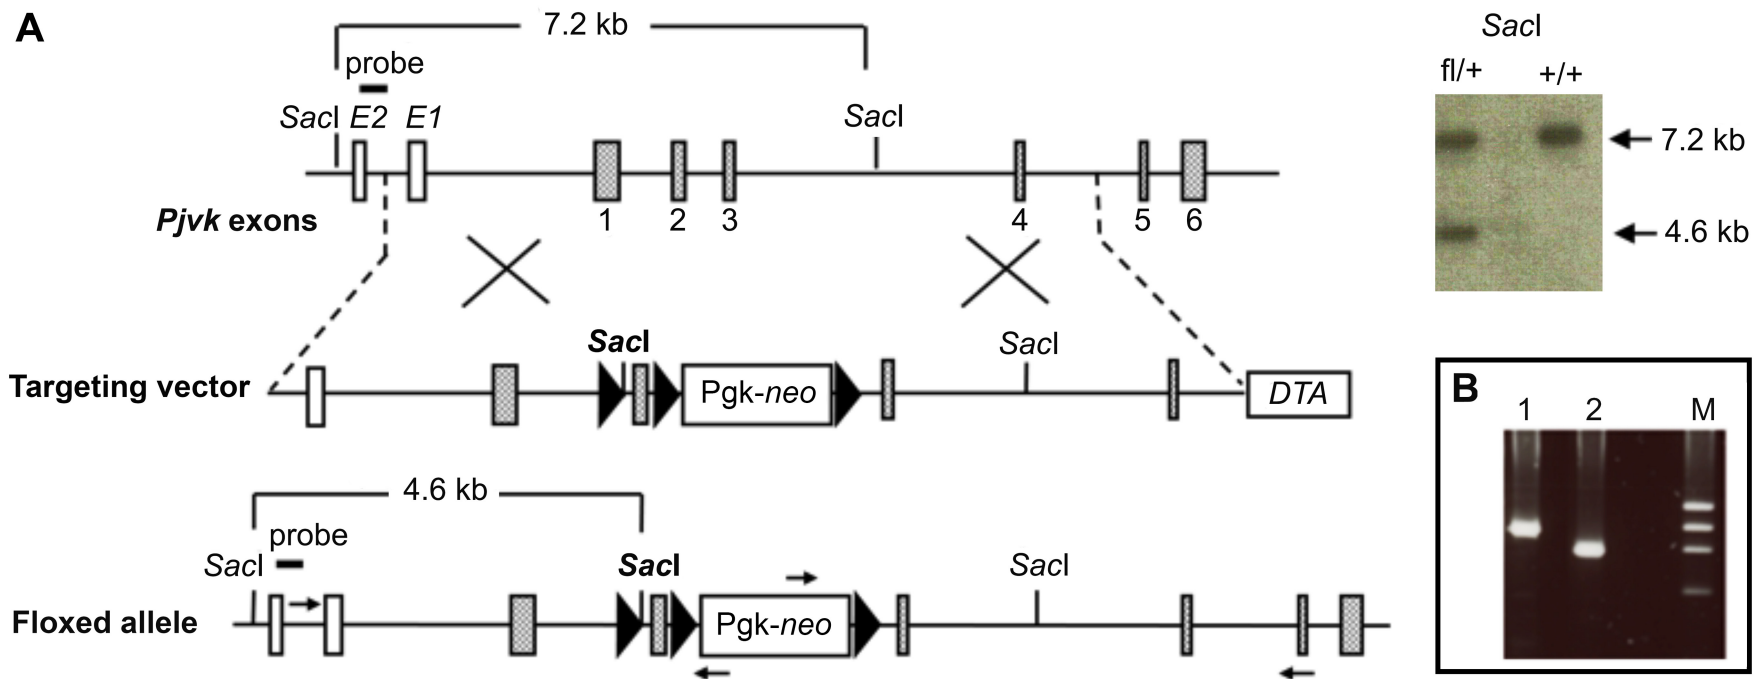 A
7.2 kb
probe
SacI E2 E1
SacI
Pjvk exons
1 2 3 4 5 6
SacI
SacI
Targeting vector
Pgk-neo
DTA
4.6 kb
probe
SacI
SacI
SacI
Floxed allele
Pgk-neo
SacI
fl/+ +/+
7.2 kb
4.6 kb
B
1 2 M